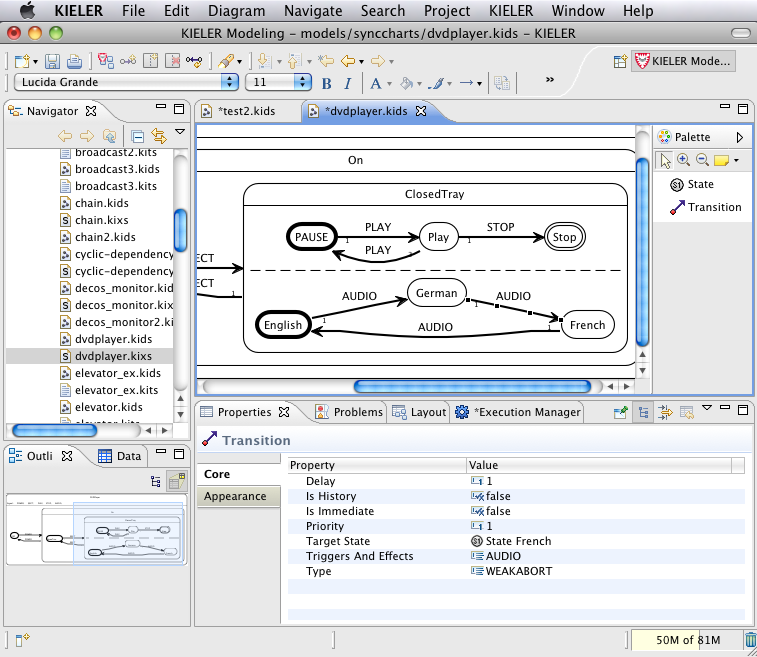 KIELER File Edit Diagram Navigate Search Project KIELER Window Help
KIELER Modeling - models/synccharts/dvdplayer.kids - KIELER
KIELER Mode...
Lucida Grande 11 B I A »
Navigator
*test2.kids *dvdplayer.kids
broadcast2.kits
broadcast3.kids
broadcast3.kits
chain.kids
chain.kixs
chain2.kids
cyclic-dependency
cyclic-dependency
decos_monitor.kid
decos_monitor.kix
decos_monitor2.ki
dvdplayer.kids
dvdplayer.kixs
elevator_ex.kids
elevator_ex.kits
elevator.kids
elevator.kits
On
ClosedTray
PAUSE
PLAY
1
Play
STOP
1
Stop
PLAY
ECT
ECT
1
English
AUDIO
1
German
AUDIO
1
French
AUDIO
1
Palette
State
Transition
Outli Data
Properties Problems Layout *Execution Manager
Transition
Core
Appearance
Property Value
Delay 1
Is History false
Is Immediate false
Priority 1
Target State State French
Triggers And Effects AUDIO
Type WEAKABORT
50M of 81M